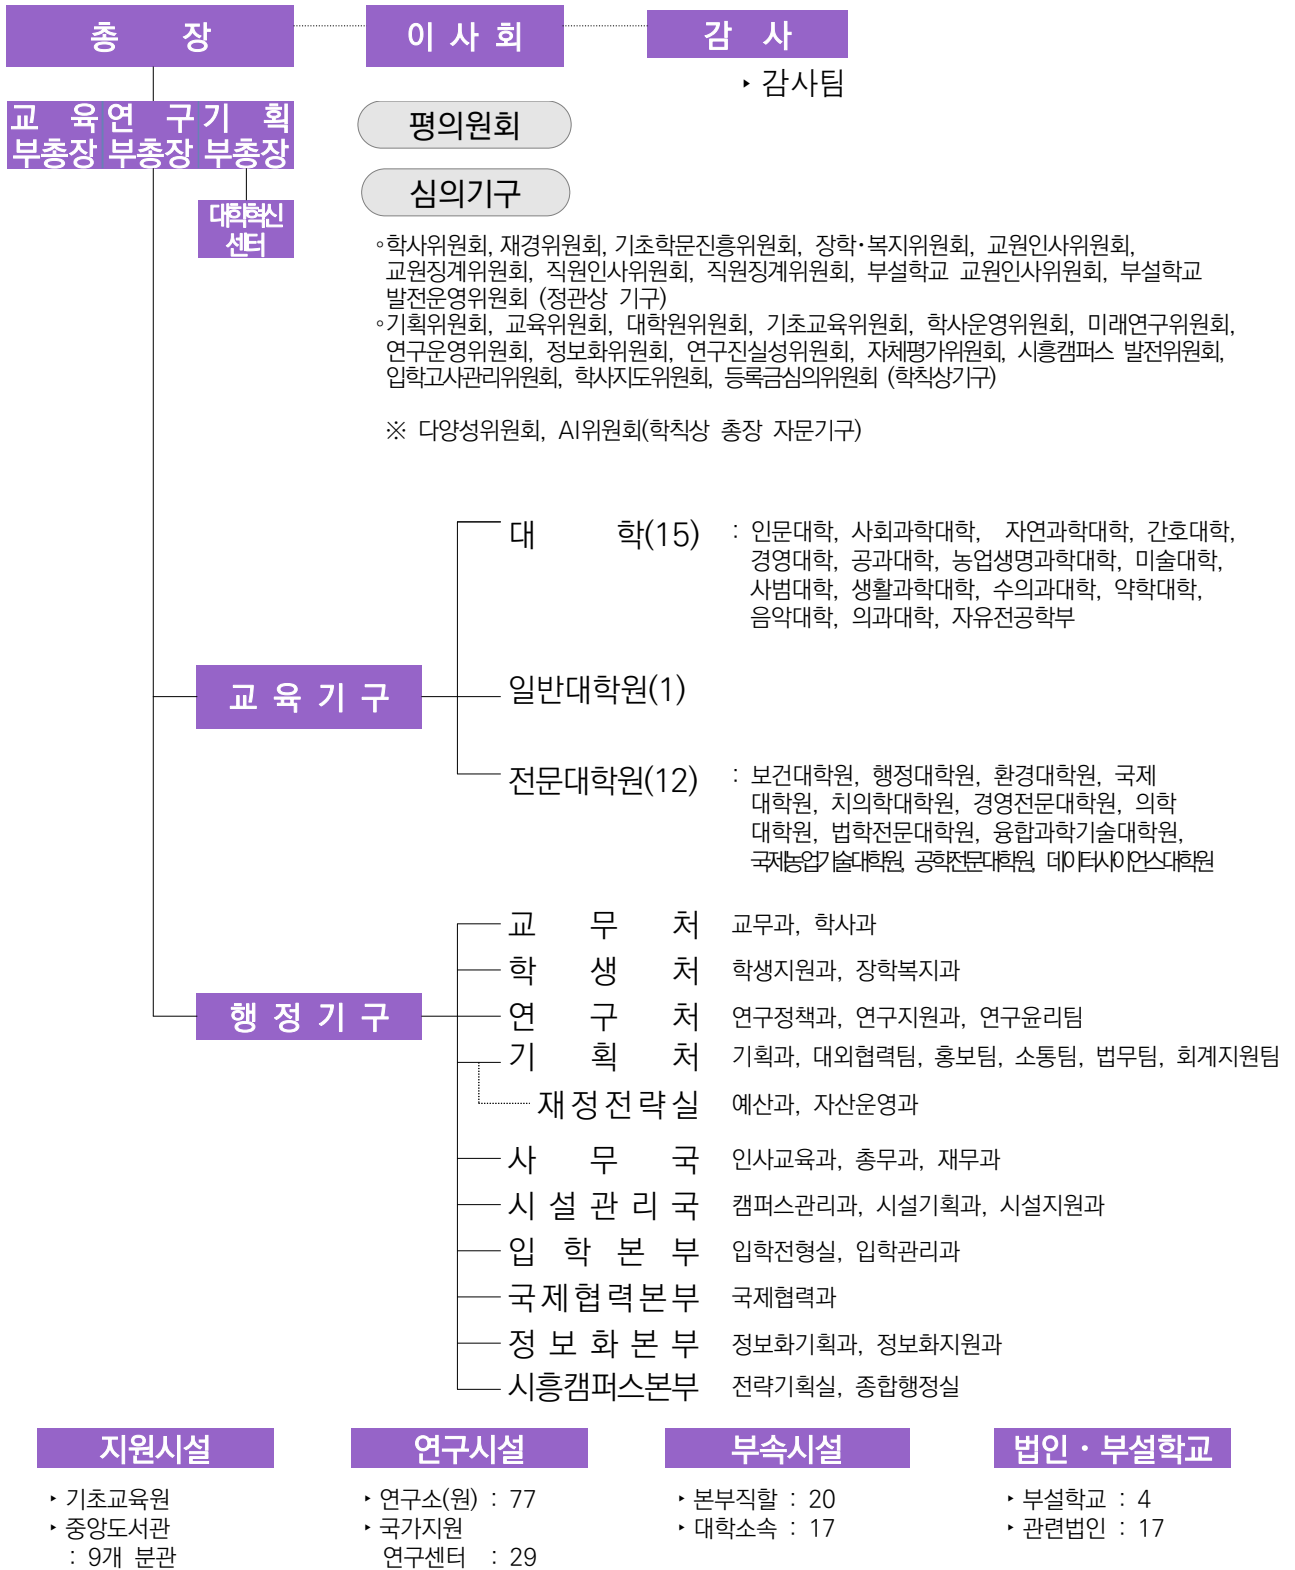 총 장
이 사 회
감 사
‣ 감사팀
교 육 연 구 기 획
부총장 부총장 부총장
대학혁신
센터
평의원회
심의기구
◦학사위원회, 재경위원회, 기초학문진흥위원회, 장학·복지위원회, 교원인사위원회,
교원징계위원회, 직원인사위원회, 직원징계위원회, 부설학교 교원인사위원회, 부설학교
발전운영위원회 (정관상 기구)
◦기획위원회, 교육위원회, 대학원위원회, 기초교육위원회, 학사운영위원회, 미래연구위원회,
연구운영위원회, 정보화위원회, 연구진실성위원회, 자체평가위원회, 시흥캠퍼스 발전위원회,
입학고사관리위원회, 학사지도위원회, 등록금심의위원회 (학칙상기구)
※ 다양성위원회, AI위원회(학칙상 총장 자문기구)
교 육 기 구
대 학(15) : 인문대학, 사회과학대학, 자연과학대학, 간호대학,
경영대학, 공과대학, 농업생명과학대학, 미술대학,
사범대학, 생활과학대학, 수의과대학, 약학대학,
음악대학, 의과대학, 자유전공학부
일반대학원(1)
전문대학원(12) : 보건대학원, 행정대학원, 환경대학원, 국제
대학원, 치의학대학원, 경영전문대학원, 의학
대학원, 법학전문대학원, 융합과학기술대학원,
국제농업기술대학원, 공학전문대학원, 데이터사이언스대학원
행 정 기 구
교 무 처 교무과, 학사과
학 생 처 학생지원과, 장학복지과
연 구 처 연구정책과, 연구지원과, 연구윤리팀
기 획 처 기획과, 대외협력팀, 홍보팀, 소통팀, 법무팀, 회계지원팀
재정전략실 예산과, 자산운영과
사 무 국 인사교육과, 총무과, 재무과
시 설 관 리 국 캠퍼스관리과, 시설기획과, 시설지원과
입 학 본 부 입학전형실, 입학관리과
국제협력본부 국제협력과
정 보 화 본 부 정보화기획과, 정보화지원과
시흥캠퍼스본부 전략기획실, 종합행정실
지원시설
‣ 기초교육원
‣ 중앙도서관
: 9개 분관
연구시설
‣ 연구소(원) : 77
‣ 국가지원
연구센터 : 29
부속시설
‣ 본부직할 : 20
‣ 대학소속 : 17
법인 · 부설학교
‣ 부설학교 : 4
‣ 관련법인 : 17